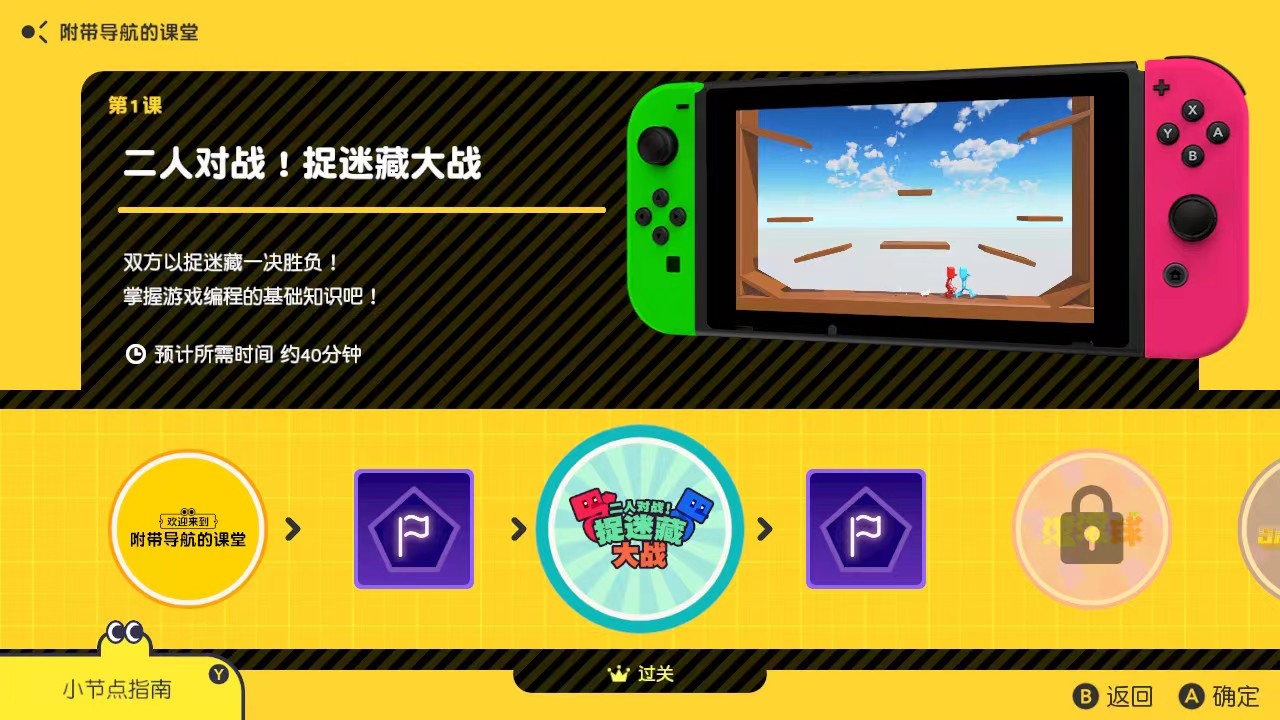 附带导航的课堂
第1课
二人对战！捉迷藏大战
双方以捉迷藏一决胜负！
掌握游戏编程的基础知识吧！
预计所需时间 约40分钟
X
Y
A
B
欢迎来到
附带导航的课堂
二人对战！
捉迷藏
大战
过关
小节点指南
Y
B 返回
A 确定